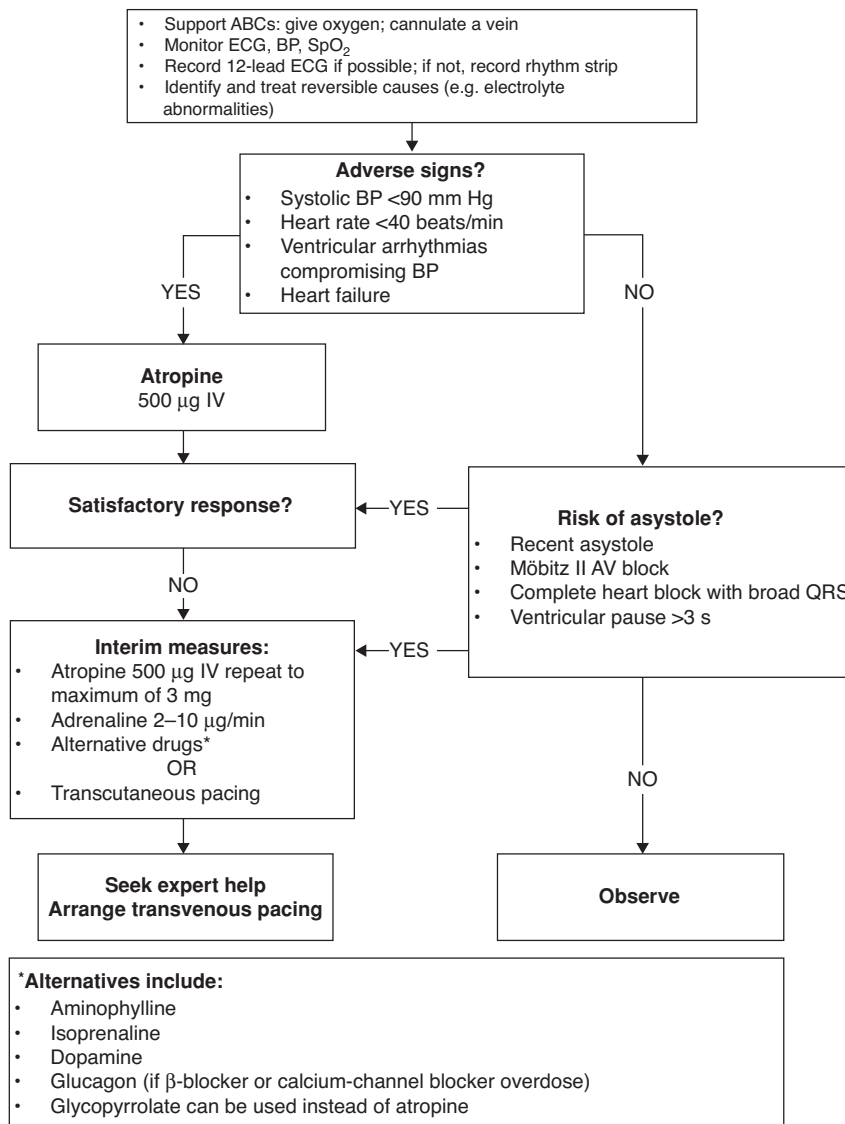 • Support ABCs: give oxygen; cannulate a vein
• Monitor ECG, BP, SpO₂
• Record 12-lead ECG if possible; if not, record rhythm strip
• Identify and treat reversible causes (e.g. electrolyte
abnormalities)
Adverse signs?
• Systolic BP <90 mm Hg
• Heart rate <40 beats/min
• Ventricular arrhythmias
compromising BP
• Heart failure
YES
NO
Atropine
500 μg IV
Satisfactory response?
YES
Risk of asystole?
• Recent asystole
• Möbitz II AV block
• Complete heart block with broad QRS
• Ventricular pause >3 s
NO
YES
Interim measures:
• Atropine 500 μg IV repeat to
maximum of 3 mg
• Adrenaline 2–10 μg/min
• Alternative drugs*
OR
• Transcutaneous pacing
NO
Seek expert help
Arrange transvenous pacing
Observe
*Alternatives include:
• Aminophylline
• Isoprenaline
• Dopamine
• Glucagon (if β-blocker or calcium-channel blocker overdose)
• Glycopyrrolate can be used instead of atropine